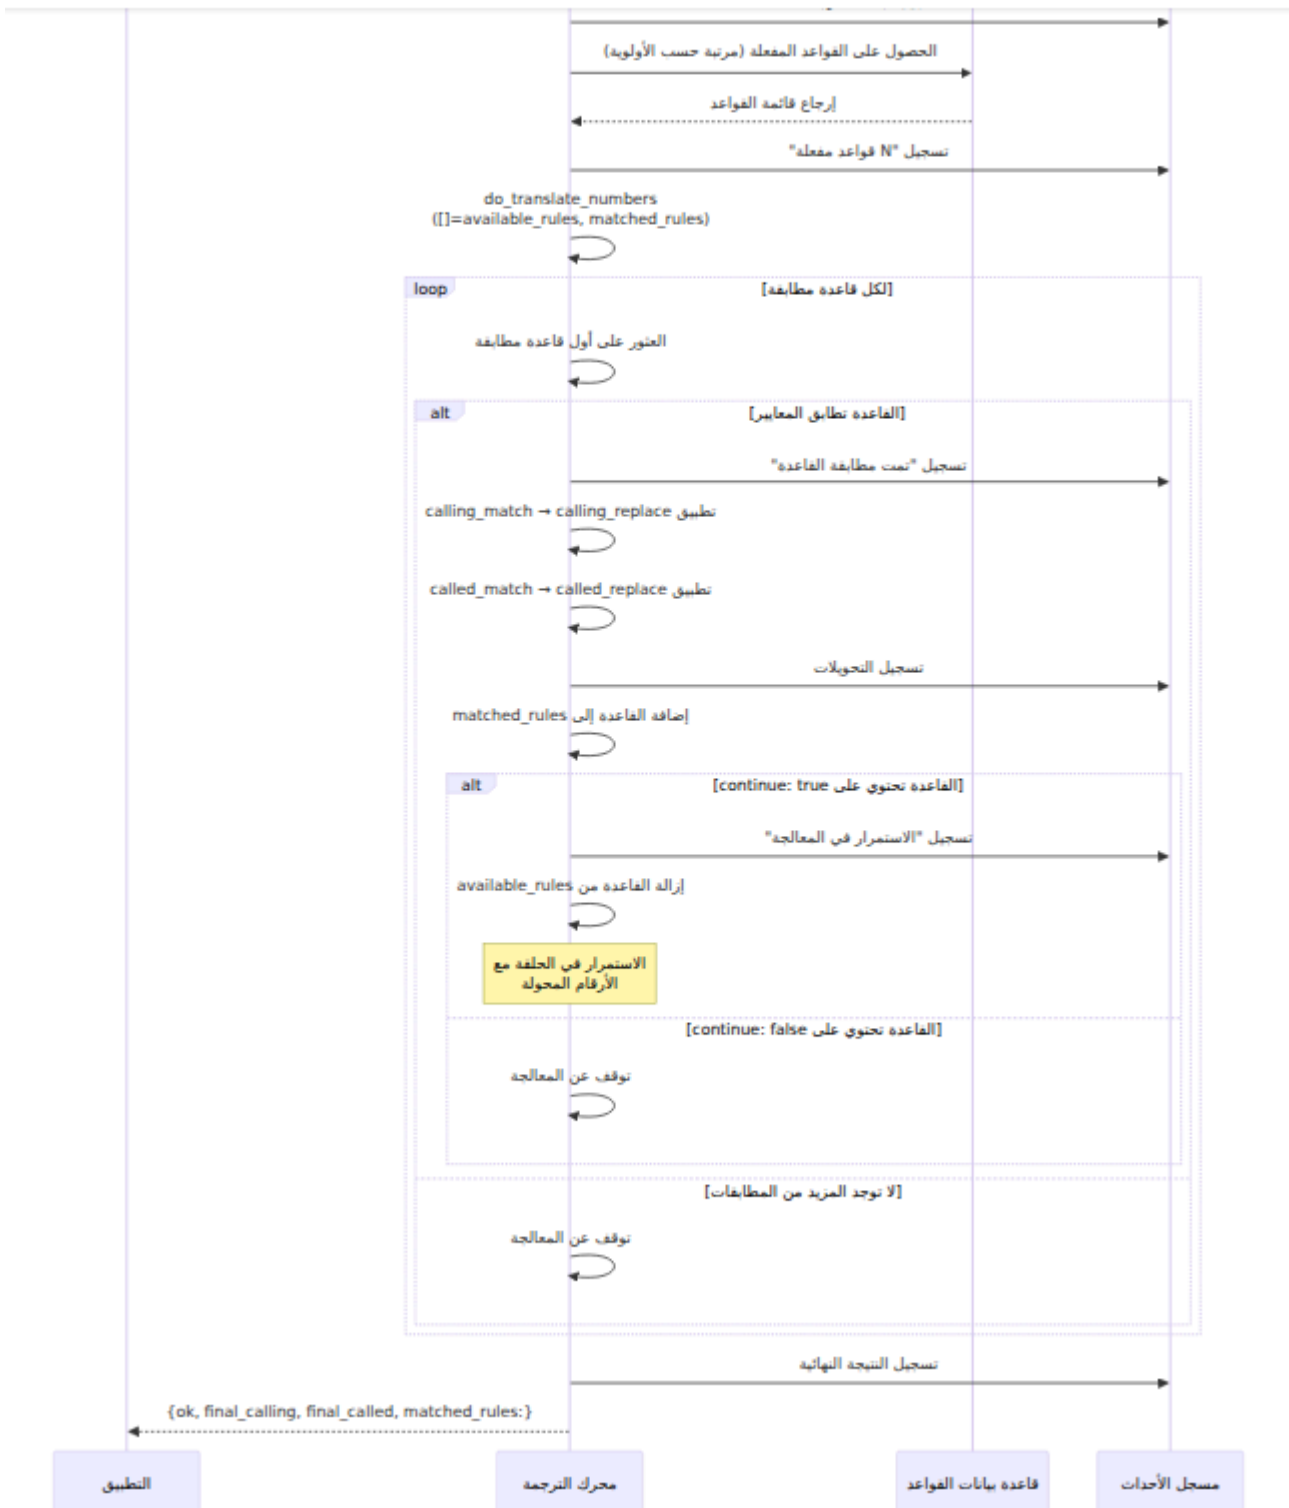 الحصول على القواعد المفعلة (مرتبة حسب الأولوية)
إرجاع قائمة القواعد
تسجيل "N قواعد مفعلة"
do_translate_numbers
([]=available_rules, matched_rules)
loop
[لكل قاعدة مطابقة]
العثور على أول قاعدة مطابقة
alt
[القاعدة تطابق المعايير]
تسجيل "تمت مطابقة القاعدة"
تطبيق calling_match → calling_replace
تطبيق called_match → called_replace
تسجيل التحويلات
إضافة القاعدة إلى matched_rules
alt
[القاعدة تحتوي على continue: true]
تسجيل "الاستمرار في المعالجة"
إزالة القاعدة من available_rules
الاستمرار في الحلقة مع
الأرقام المحولة
[القاعدة تحتوي على continue: false]
توقف عن المعالجة
[لا توجد المزيد من المطابقات]
توقف عن المعالجة
تسجيل النتيجة النهائية
{ok, final_calling, final_called, matched_rules:}
التطبيق
محرك الترجمة
قاعدة بيانات القواعد
مسجل الأحداث